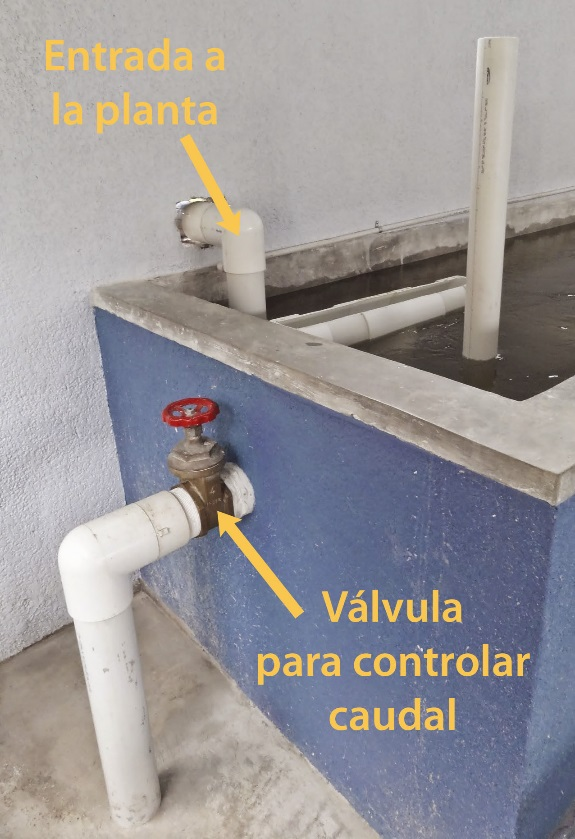 Entrada a
la planta
Válvula
para controlar
caudal